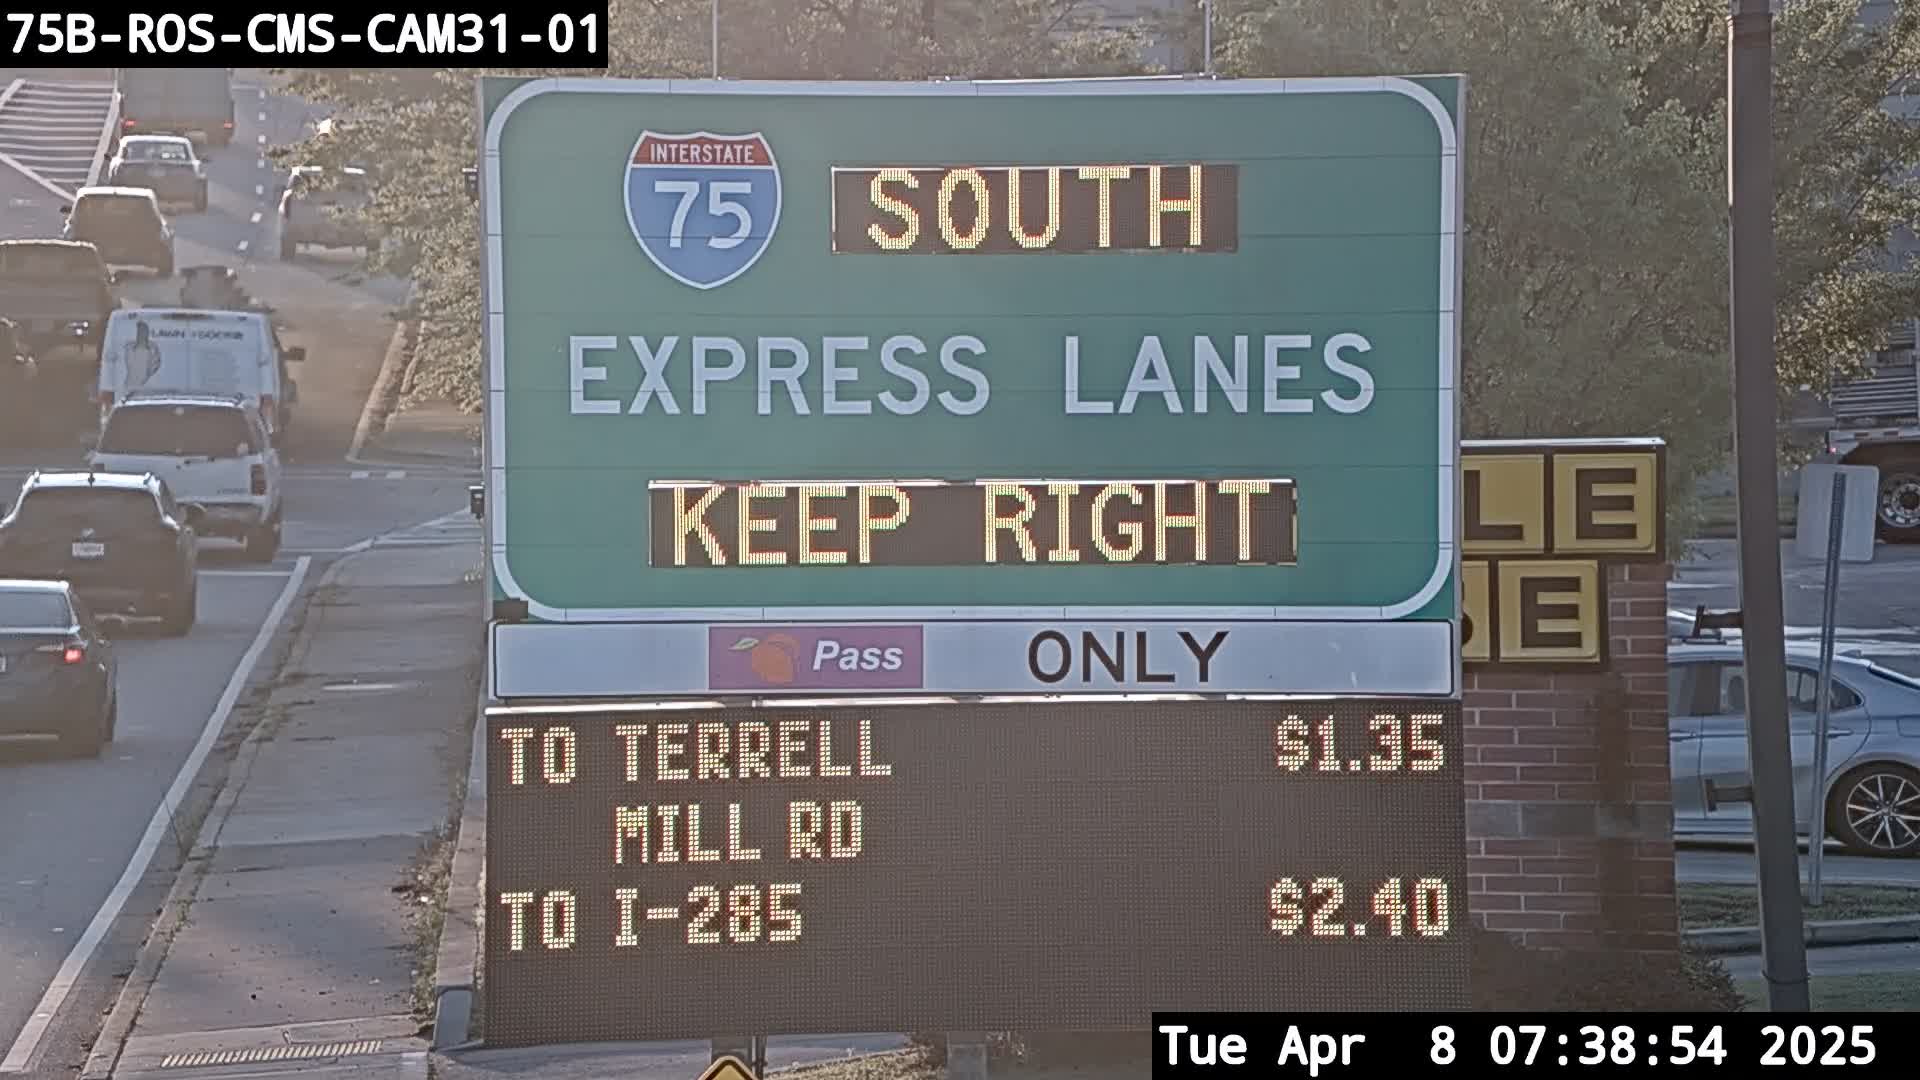 75B-ROS-CMS-CAM31-01
INTERSTATE
75
SOUTH
EXPRESS LANES
KEEP RIGHT
Pass ONLY
TO TERRELL $1.35
MILL RD
TO I-285 $2.40
LE
E
Tue Apr 8 07:38:54 2025